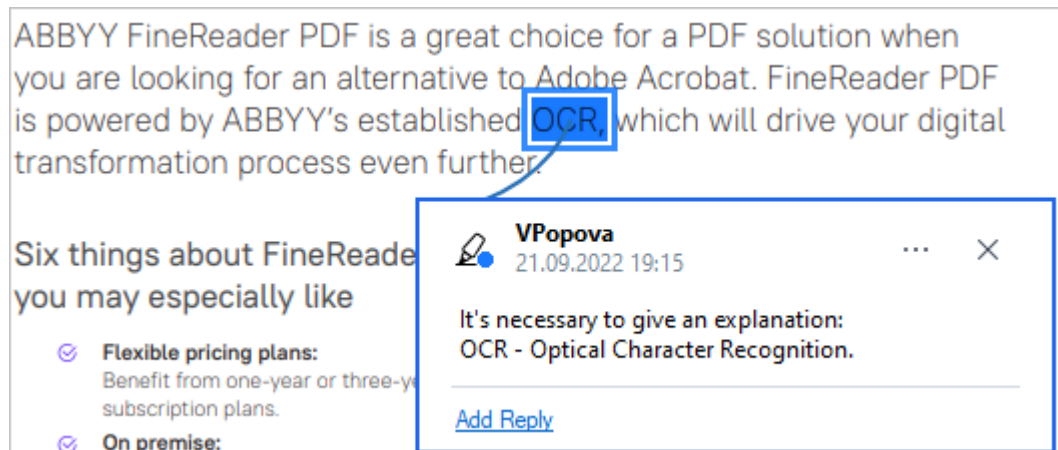 ABBYY FineReader PDF is a great choice for a PDF solution when
you are looking for an alternative to Adobe Acrobat. FineReader PDF
is powered by ABBYY's established OCR, which will drive your digital
transformation process even further.
Six things about FineReade
you may especially like
Flexible pricing plans:
Benefit from one-year or three-ye
subscription plans.
On premise:
VPopova
21.09.2022 19:15
It's necessary to give an explanation:
OCR - Optical Character Recognition.
Add Reply